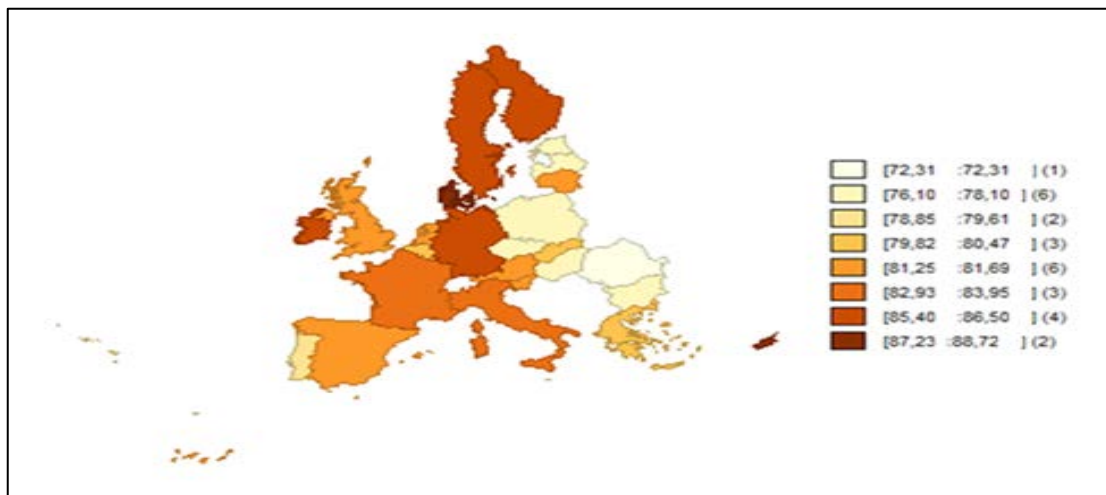 [72,31 :72,31 ] (1)
[76,10 :78,10 ] (6)
[78,85 :79,61 ] (2)
[79,82 :80,47 ] (3)
[81,25 :81,69 ] (6)
[82,93 :83,95 ] (3)
[85,40 :86,50 ] (4)
[87,23 :88,72 ] (2)